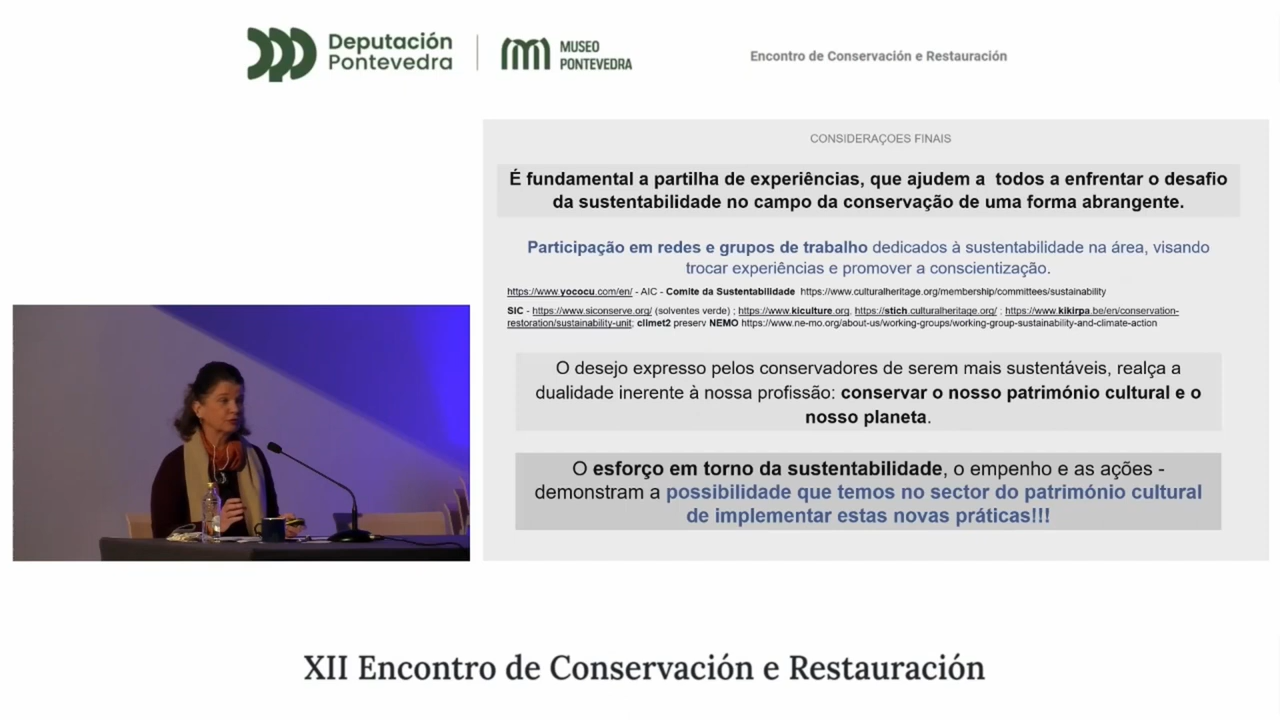 Deputación
Pontevedra
MUSEO
PONTEVEDRA
Encontro de Conservación e Restauración
CONSIDERAÇOES FINAIS
É fundamental a partilha de experiências, que ajudem a todos a enfrentar o desafio
da sustentabilidade no campo da conservação de uma forma abrangente.
Participação em redes e grupos de trabalho dedicados à sustentabilidade na área, visando
trocar experiências e promover a conscientização.
https://www.yococu.com/en/ - AIC - Comite da Sustentabilidade https://www.culturalheritage.org/membership/committees/sustainability
SIC - https://www.siconserve.org/ (solventes verde) ; https://www.kiculture.org, https://stich.culturalheritage.org/ ; https://www.kikirpa.be/en/conservation-
restoration/sustainability-unit; climet2 preserv NEMO https://www.ne-mo.org/about-us/working-groups/working-group-sustainability-and-climate-action
O desejo expresso pelos conservadores de serem mais sustentáveis, realça a
dualidade inerente à nossa profissão: conservar o nosso património cultural e o
nosso planeta.
O esforço em torno da sustentabilidade, o empenho e as ações -
demonstram a possibilidade que temos no sector do património cultural
de implementar estas novas práticas!!!
XII Encontro de Conservación e Restauración